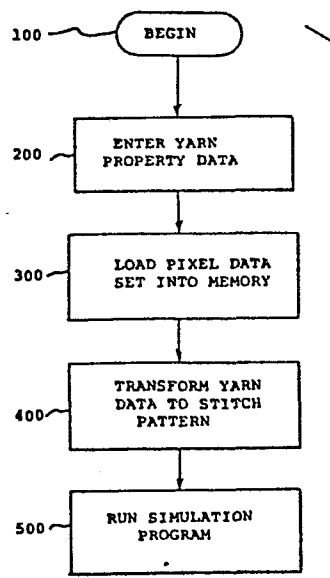 100
BEGIN
200
ENTER YARN
PROPERTY DATA
300
LOAD PIXEL DATA
SET INTO MEMORY
400
TRANSFORM YARN
DATA TO STITCH
PATTERN
500
RUN SIMULATION
PROGRAM